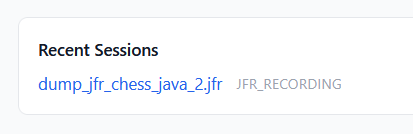 Recent Sessions
dump_jfr_chess_java_2.jfr JFR_RECORDING